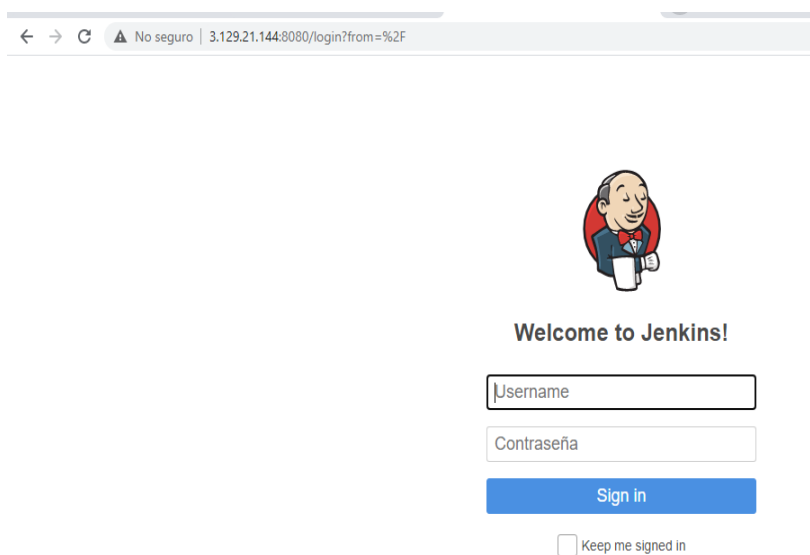 No seguro | 3.129.21.144:8080/login?from=%2F
Welcome to Jenkins!
Username
Contraseña
Sign in
Keep me signed in